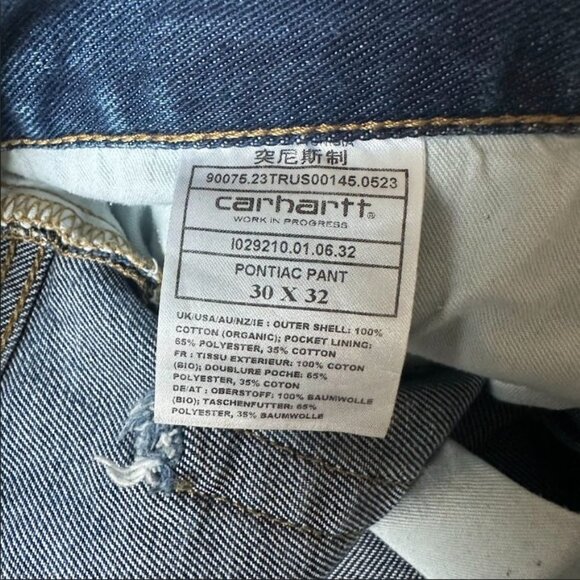 突尼斯制
90075.23TRUS00145.0523
carhartt®
WORK IN PROGRESS
I029210.01.06.32
PONTIAC PANT
30 X 32
UK/USA/AU/NZ/IE : OUTER SHELL: 100%
COTTON (ORGANIC); POCKET LINING:
65% POLYESTER, 35% COTTON
FR : TISSU EXTERIEUR: 100% COTON
(BIO); DOUBLURE POCHE: 65%
POLYESTER, 35% COTON
DE/AT : OBERSTOFF: 100% BAUMWOLLE
(BIO); TASCHENFUTTER: 65%
POLYESTER, 35% BAUMWOLLE